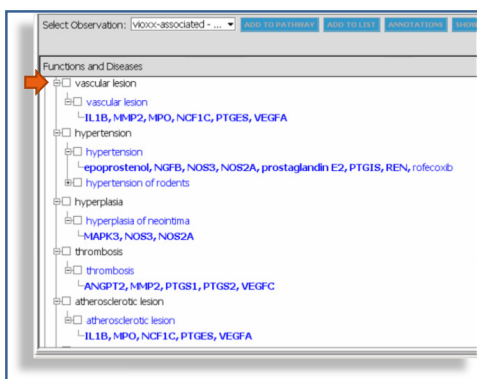 Select Observation: vioxx-associated - ... ADD TO PATHWAY ADD TO LIST ANNOTATIONS SHOW
Functions and Diseases
vascular lesion
vascular lesion
IL1B, MMP2, MPO, NCF1C, PTGES, VEGFA
hypertension
hypertension
epoprostenol, NGFB, NOS3, NOS2A, prostaglandin E2, PTGIS, REN, rofecoxib
hypertension of rodents
hyperplasia
hyperplasia of neointima
MAPK3, NOS3, NOS2A
thrombosis
thrombosis
ANGPT2, MMP2, PTGS1, PTGS2, VEGFC
atherosclerotic lesion
atherosclerotic lesion
IL1B, MPO, NCF1C, PTGES, VEGFA